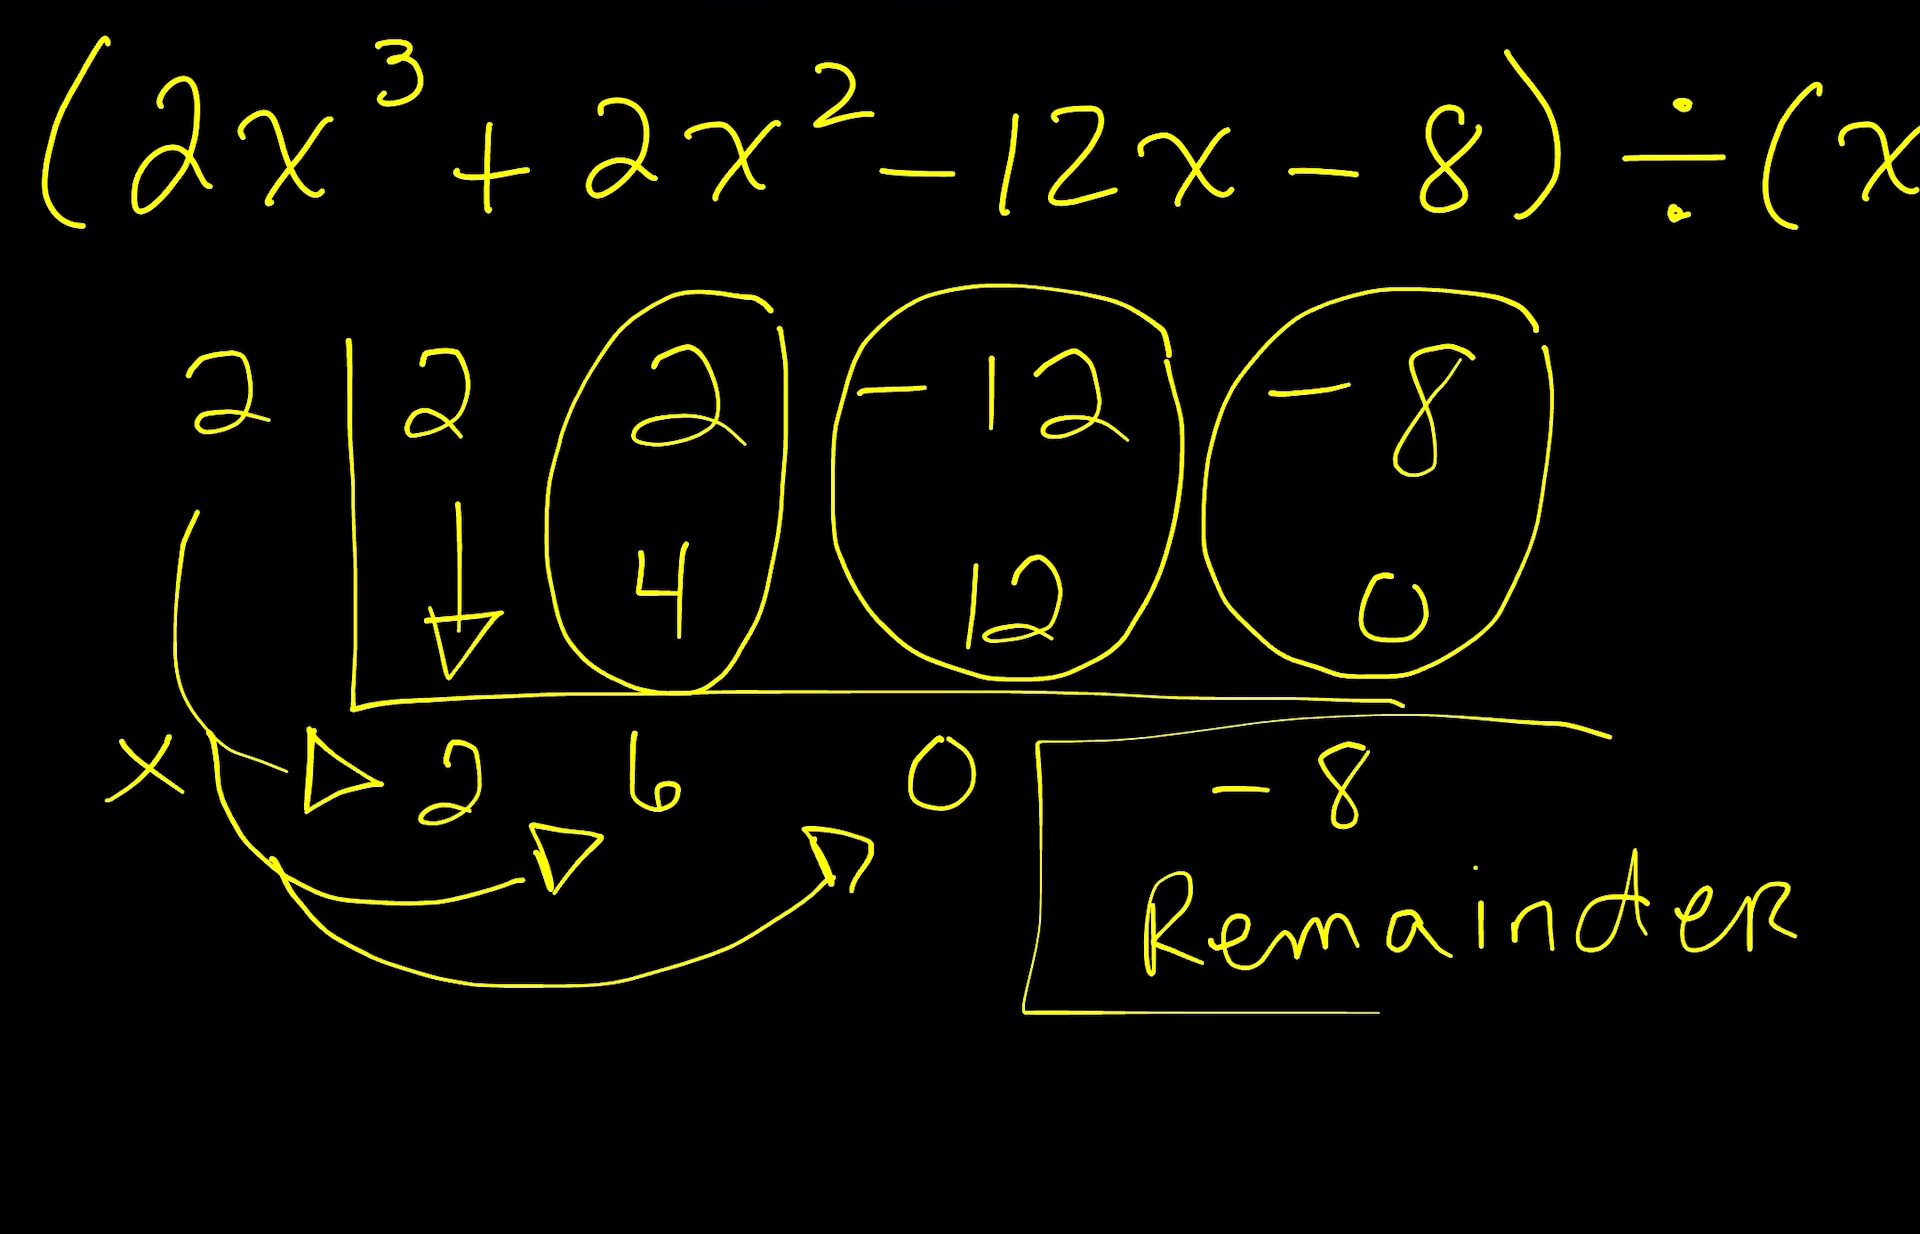 (2x³ + 2x² - 12x - 8) ÷ (x
2 | 2 2 -12 -8
4 12 0
x 2 6 0 -8
Remainder